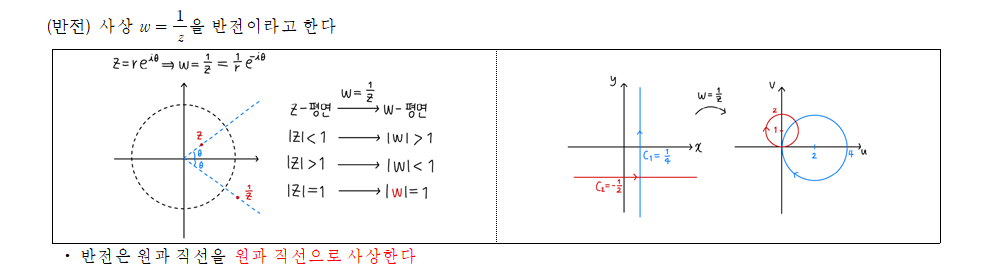 (반전) 사상 w = 1/z 을 반전이라고 한다
z=re^{iθ} ⇒ w= 1/z = 1/r e^{-iθ}
z
θ
θ
1/z
w= 1/z
z-평면 → w-평면
|z|<1 → |w|>1
|z|>1 → |w|<1
|z|=1 → |w|=1
y
x
C₁= 1/4
C₂=-1/2
w= 1/z
v
2
1
2
4
u
• 반전은 원과 직선을 원과 직선으로 사상한다